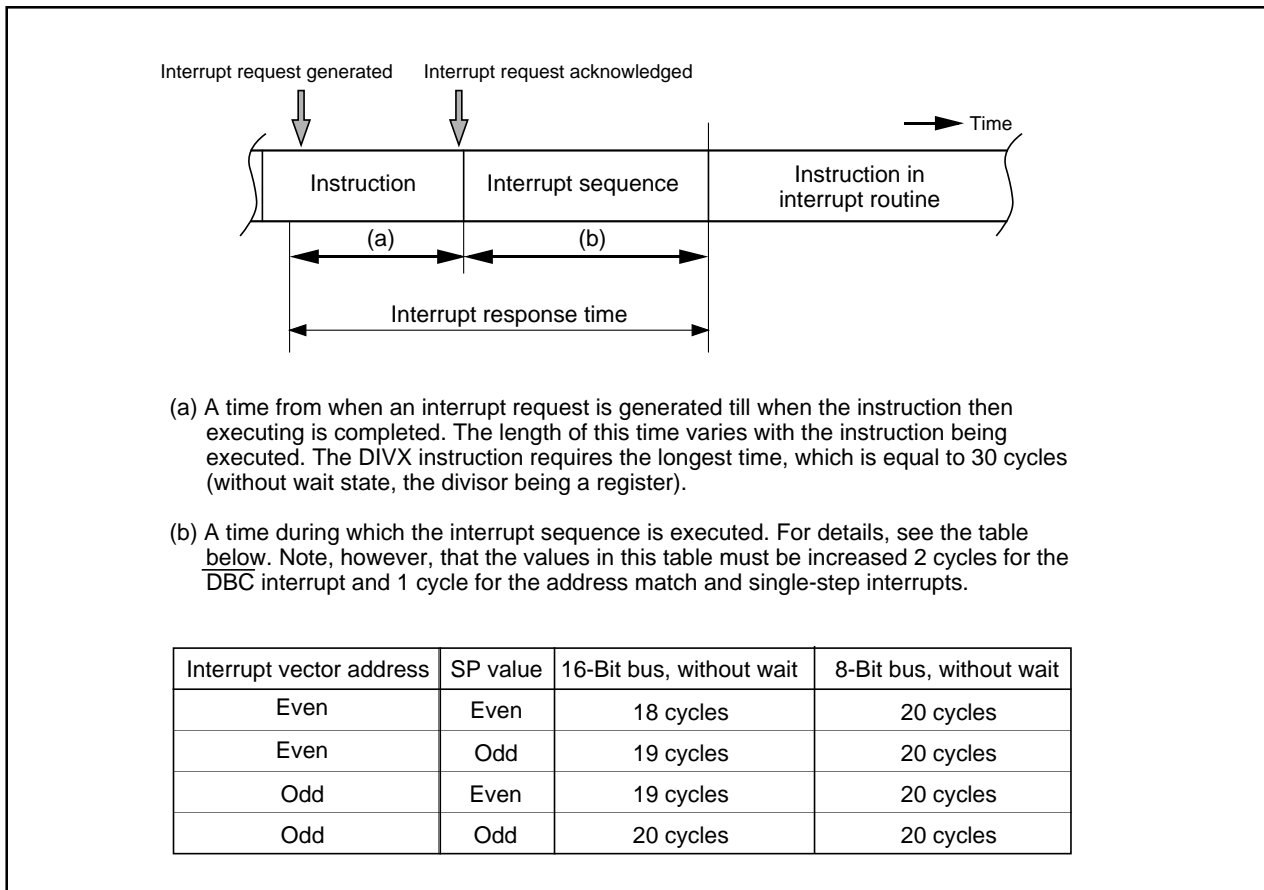 Interrupt request generated Interrupt request acknowledged
Time
Instruction Interrupt sequence Instruction in
interrupt routine
(a) (b)
Interrupt response time
(a) A time from when an interrupt request is generated till when the instruction then
executing is completed. The length of this time varies with the instruction being
executed. The DIVX instruction requires the longest time, which is equal to 30 cycles
(without wait state, the divisor being a register).
(b) A time during which the interrupt sequence is executed. For details, see the table
below. Note, however, that the values in this table must be increased 2 cycles for the
DBC interrupt and 1 cycle for the address match and single-step interrupts.
Interrupt vector address SP value 16-Bit bus, without wait 8-Bit bus, without wait
Even Even 18 cycles 20 cycles
Even Odd 19 cycles 20 cycles
Odd Even 19 cycles 20 cycles
Odd Odd 20 cycles 20 cycles